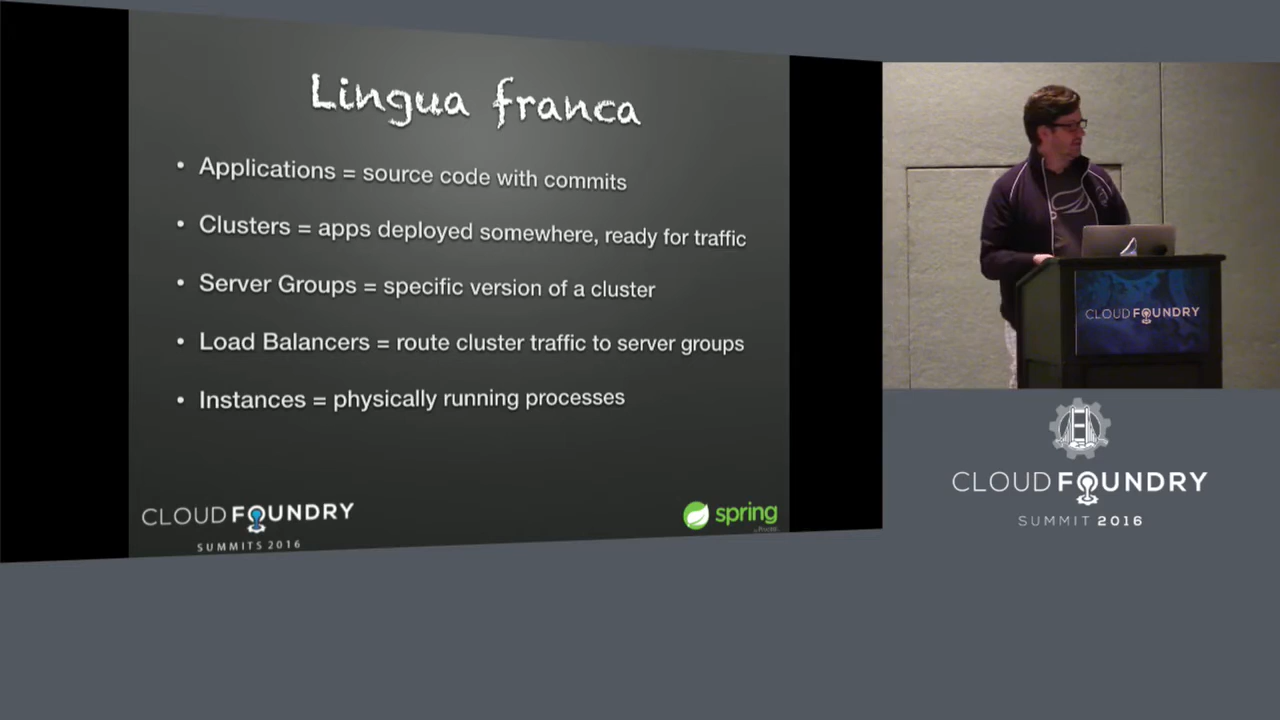 Lingua franca
• Applications = source code with commits
• Clusters = apps deployed somewhere, ready for traffic
• Server Groups = specific version of a cluster
• Load Balancers = route cluster traffic to server groups
• Instances = physically running processes
CLOUD FOUNDRY
SUMMITS 2016
spring
CLOUD FOUNDRY
CLOUD FOUNDRY
SUMMIT 2016